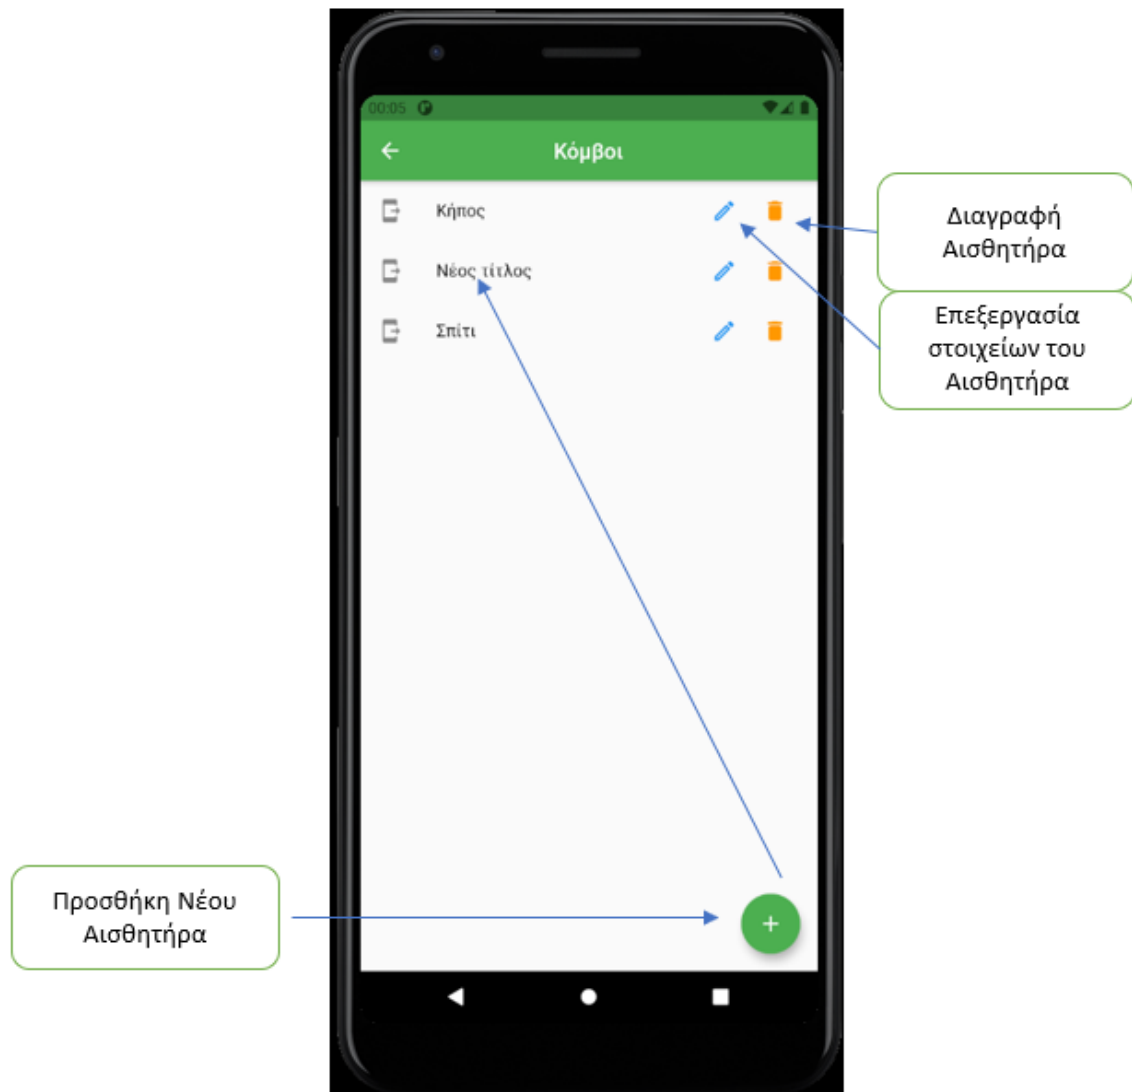 00:05
Κόμβοι
Κήπος
Νέος τίτλος
Σπίτι
Διαγραφή
Αισθητήρα
Επεξεργασία
στοιχείων του
Αισθητήρα
Προσθήκη Νέου
Αισθητήρα
+